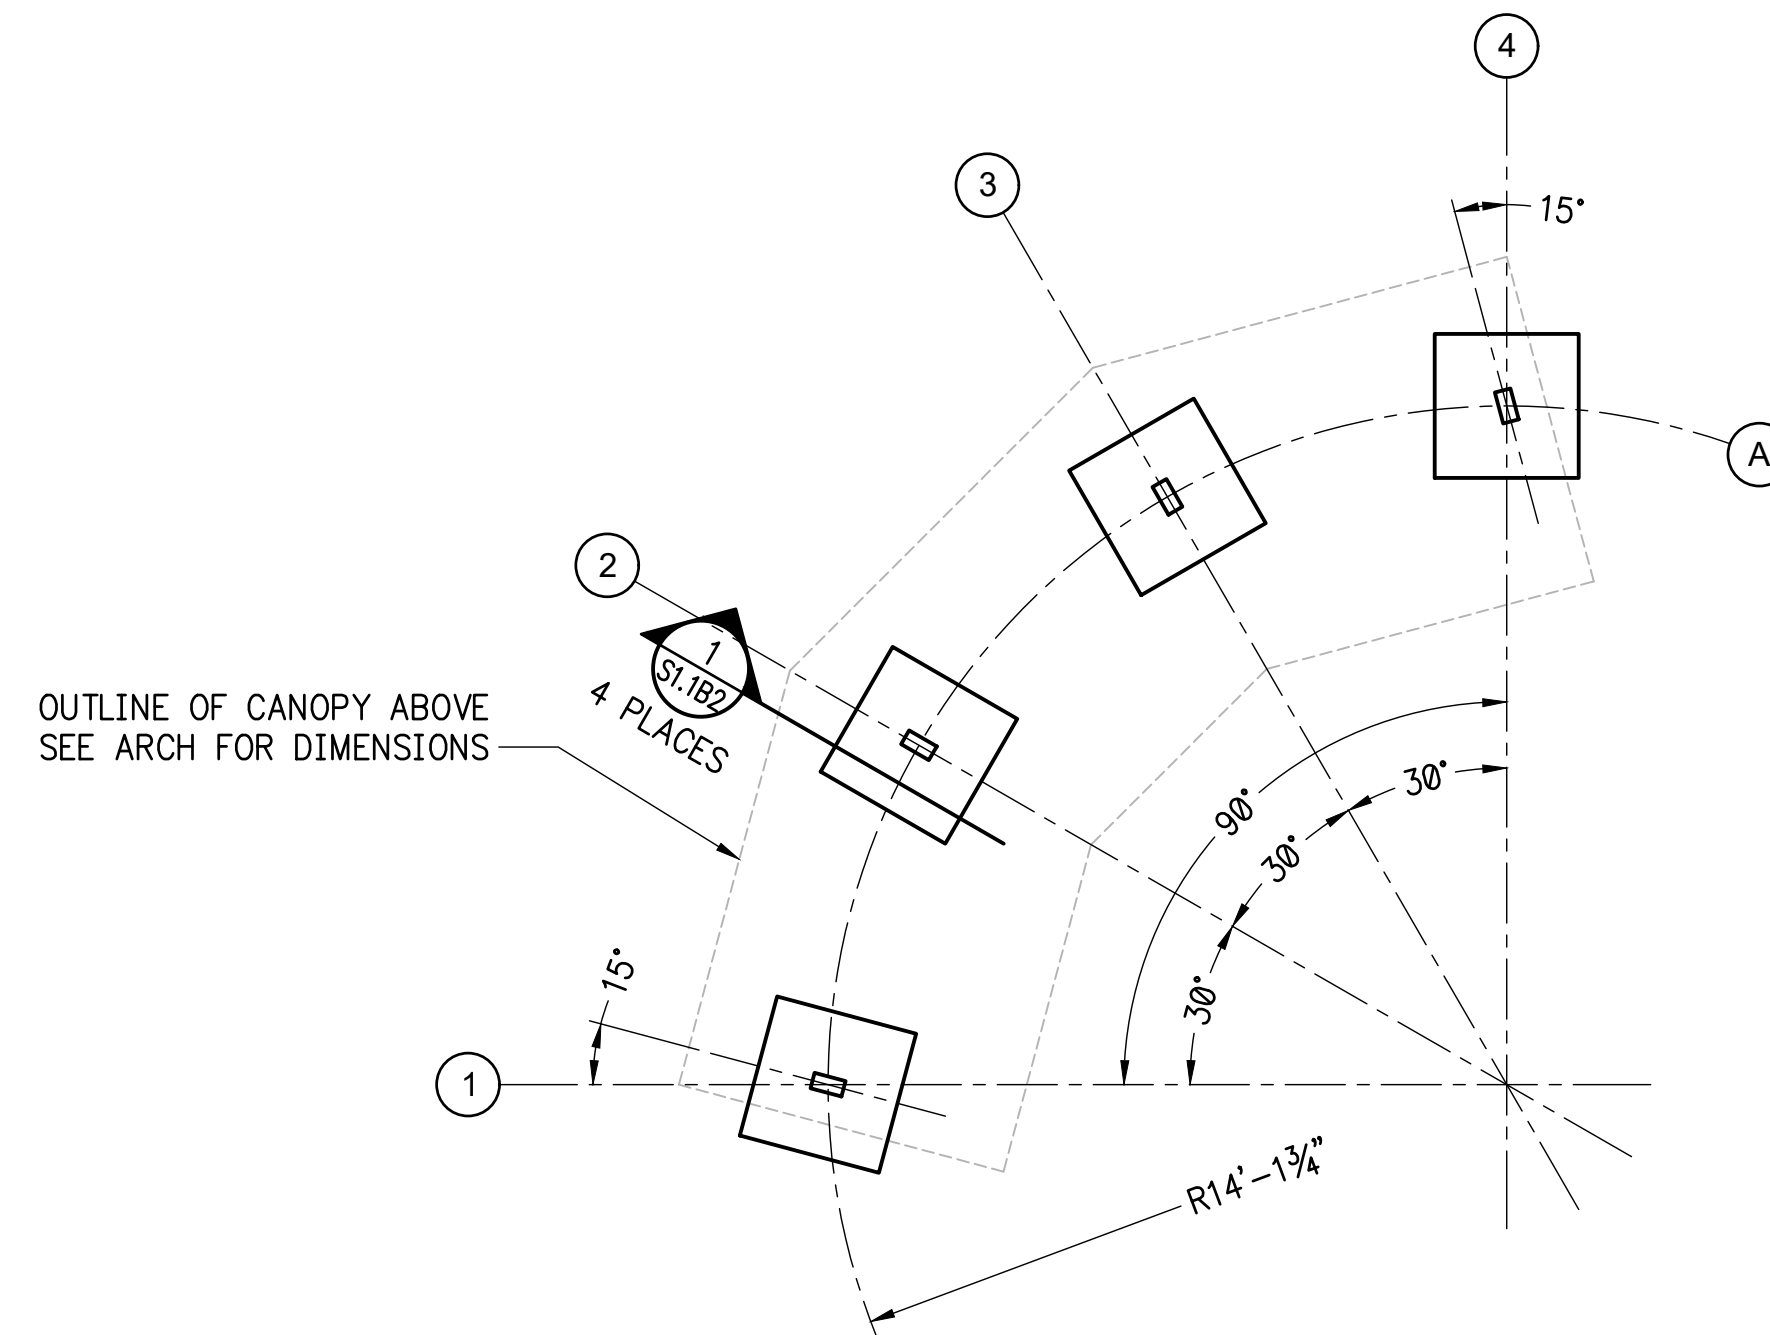 4
3
15°
A
2
1
S1.1B2
4 PLACES
OUTLINE OF CANOPY ABOVE
SEE ARCH FOR DIMENSIONS
30°
90°
30°
15°
30°
1
R14'-1¾"